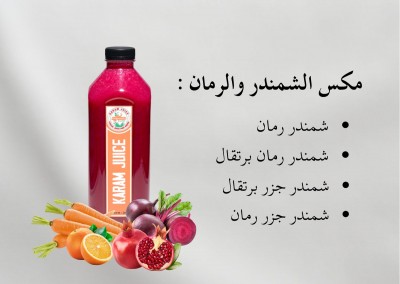 مكس الشمندر والرمان :
• شمندر رمان
• شمندر رمان برتقال
• شمندر جزر برتقال
• شمندر جزر رمان
KARAM JUICE